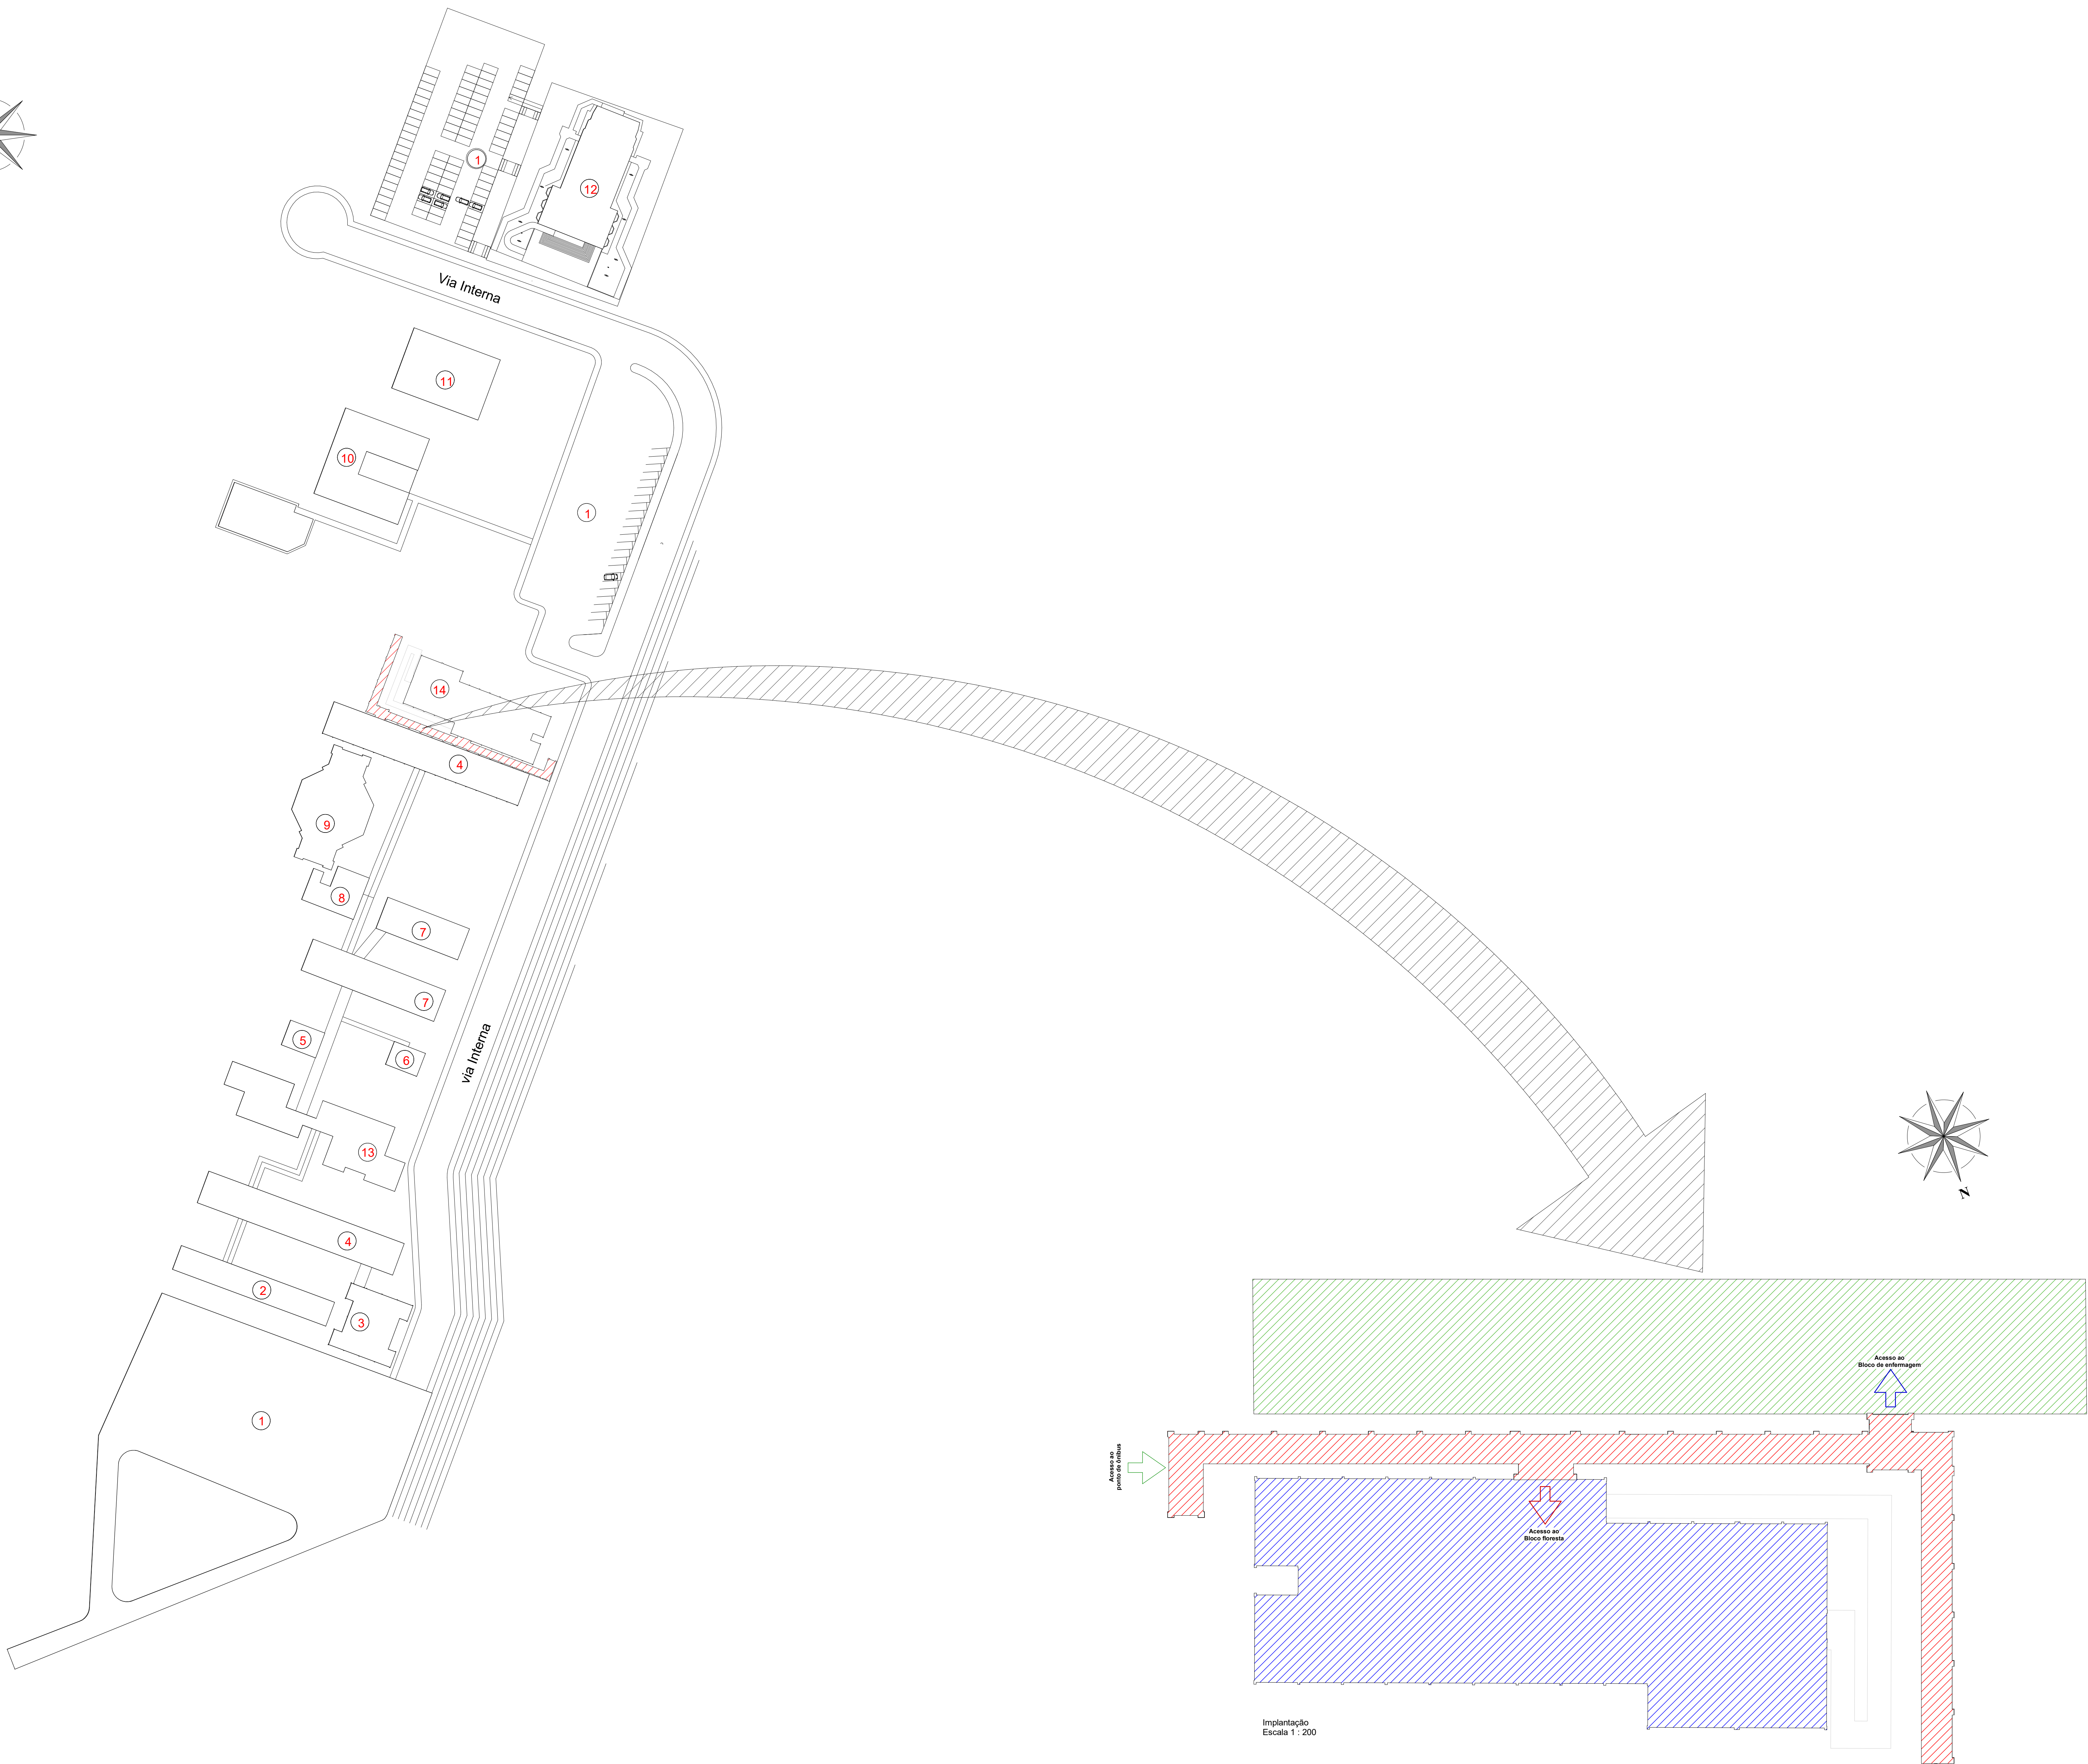 1
12
Via Interna
11
10
1
14
4
9
8
7
7
5
6
via Interna
13
4
2
3
1
N
Acesso ao
Bloco de enfermagem
Acesso ao
ponto de ônibus
Acesso ao
Bloco floresta
Implantação
Escala 1 : 200